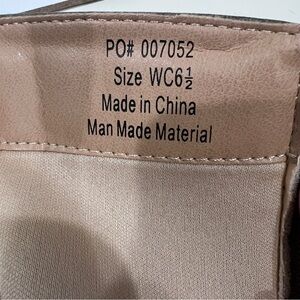 PO# 007052
Size WC6½
Made in China
Man Made Material